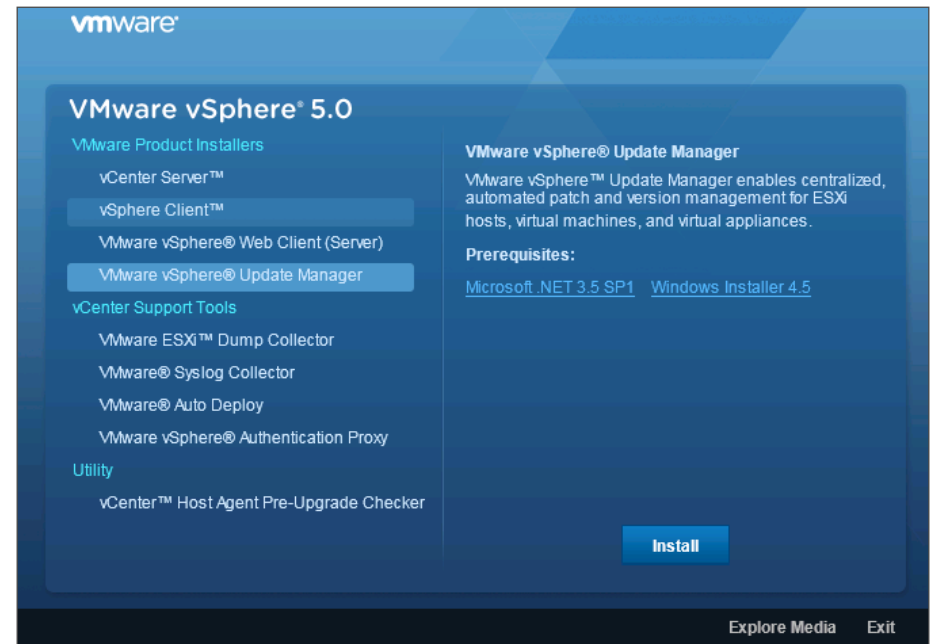 vmware®
VMware vSphere® 5.0
VMware Product Installers
vCenter Server™
vSphere Client™
VMware vSphere® Web Client (Server)
VMware vSphere® Update Manager
vCenter Support Tools
VMware ESXi™ Dump Collector
VMware® Syslog Collector
VMware® Auto Deploy
VMware vSphere® Authentication Proxy
Utility
vCenter™ Host Agent Pre-Upgrade Checker
VMware vSphere® Update Manager
VMware vSphere™ Update Manager enables centralized,
automated patch and version management for ESXi
hosts, virtual machines, and virtual appliances.
Prerequisites:
Microsoft .NET 3.5 SP1 Windows Installer 4.5
Install
Explore Media Exit